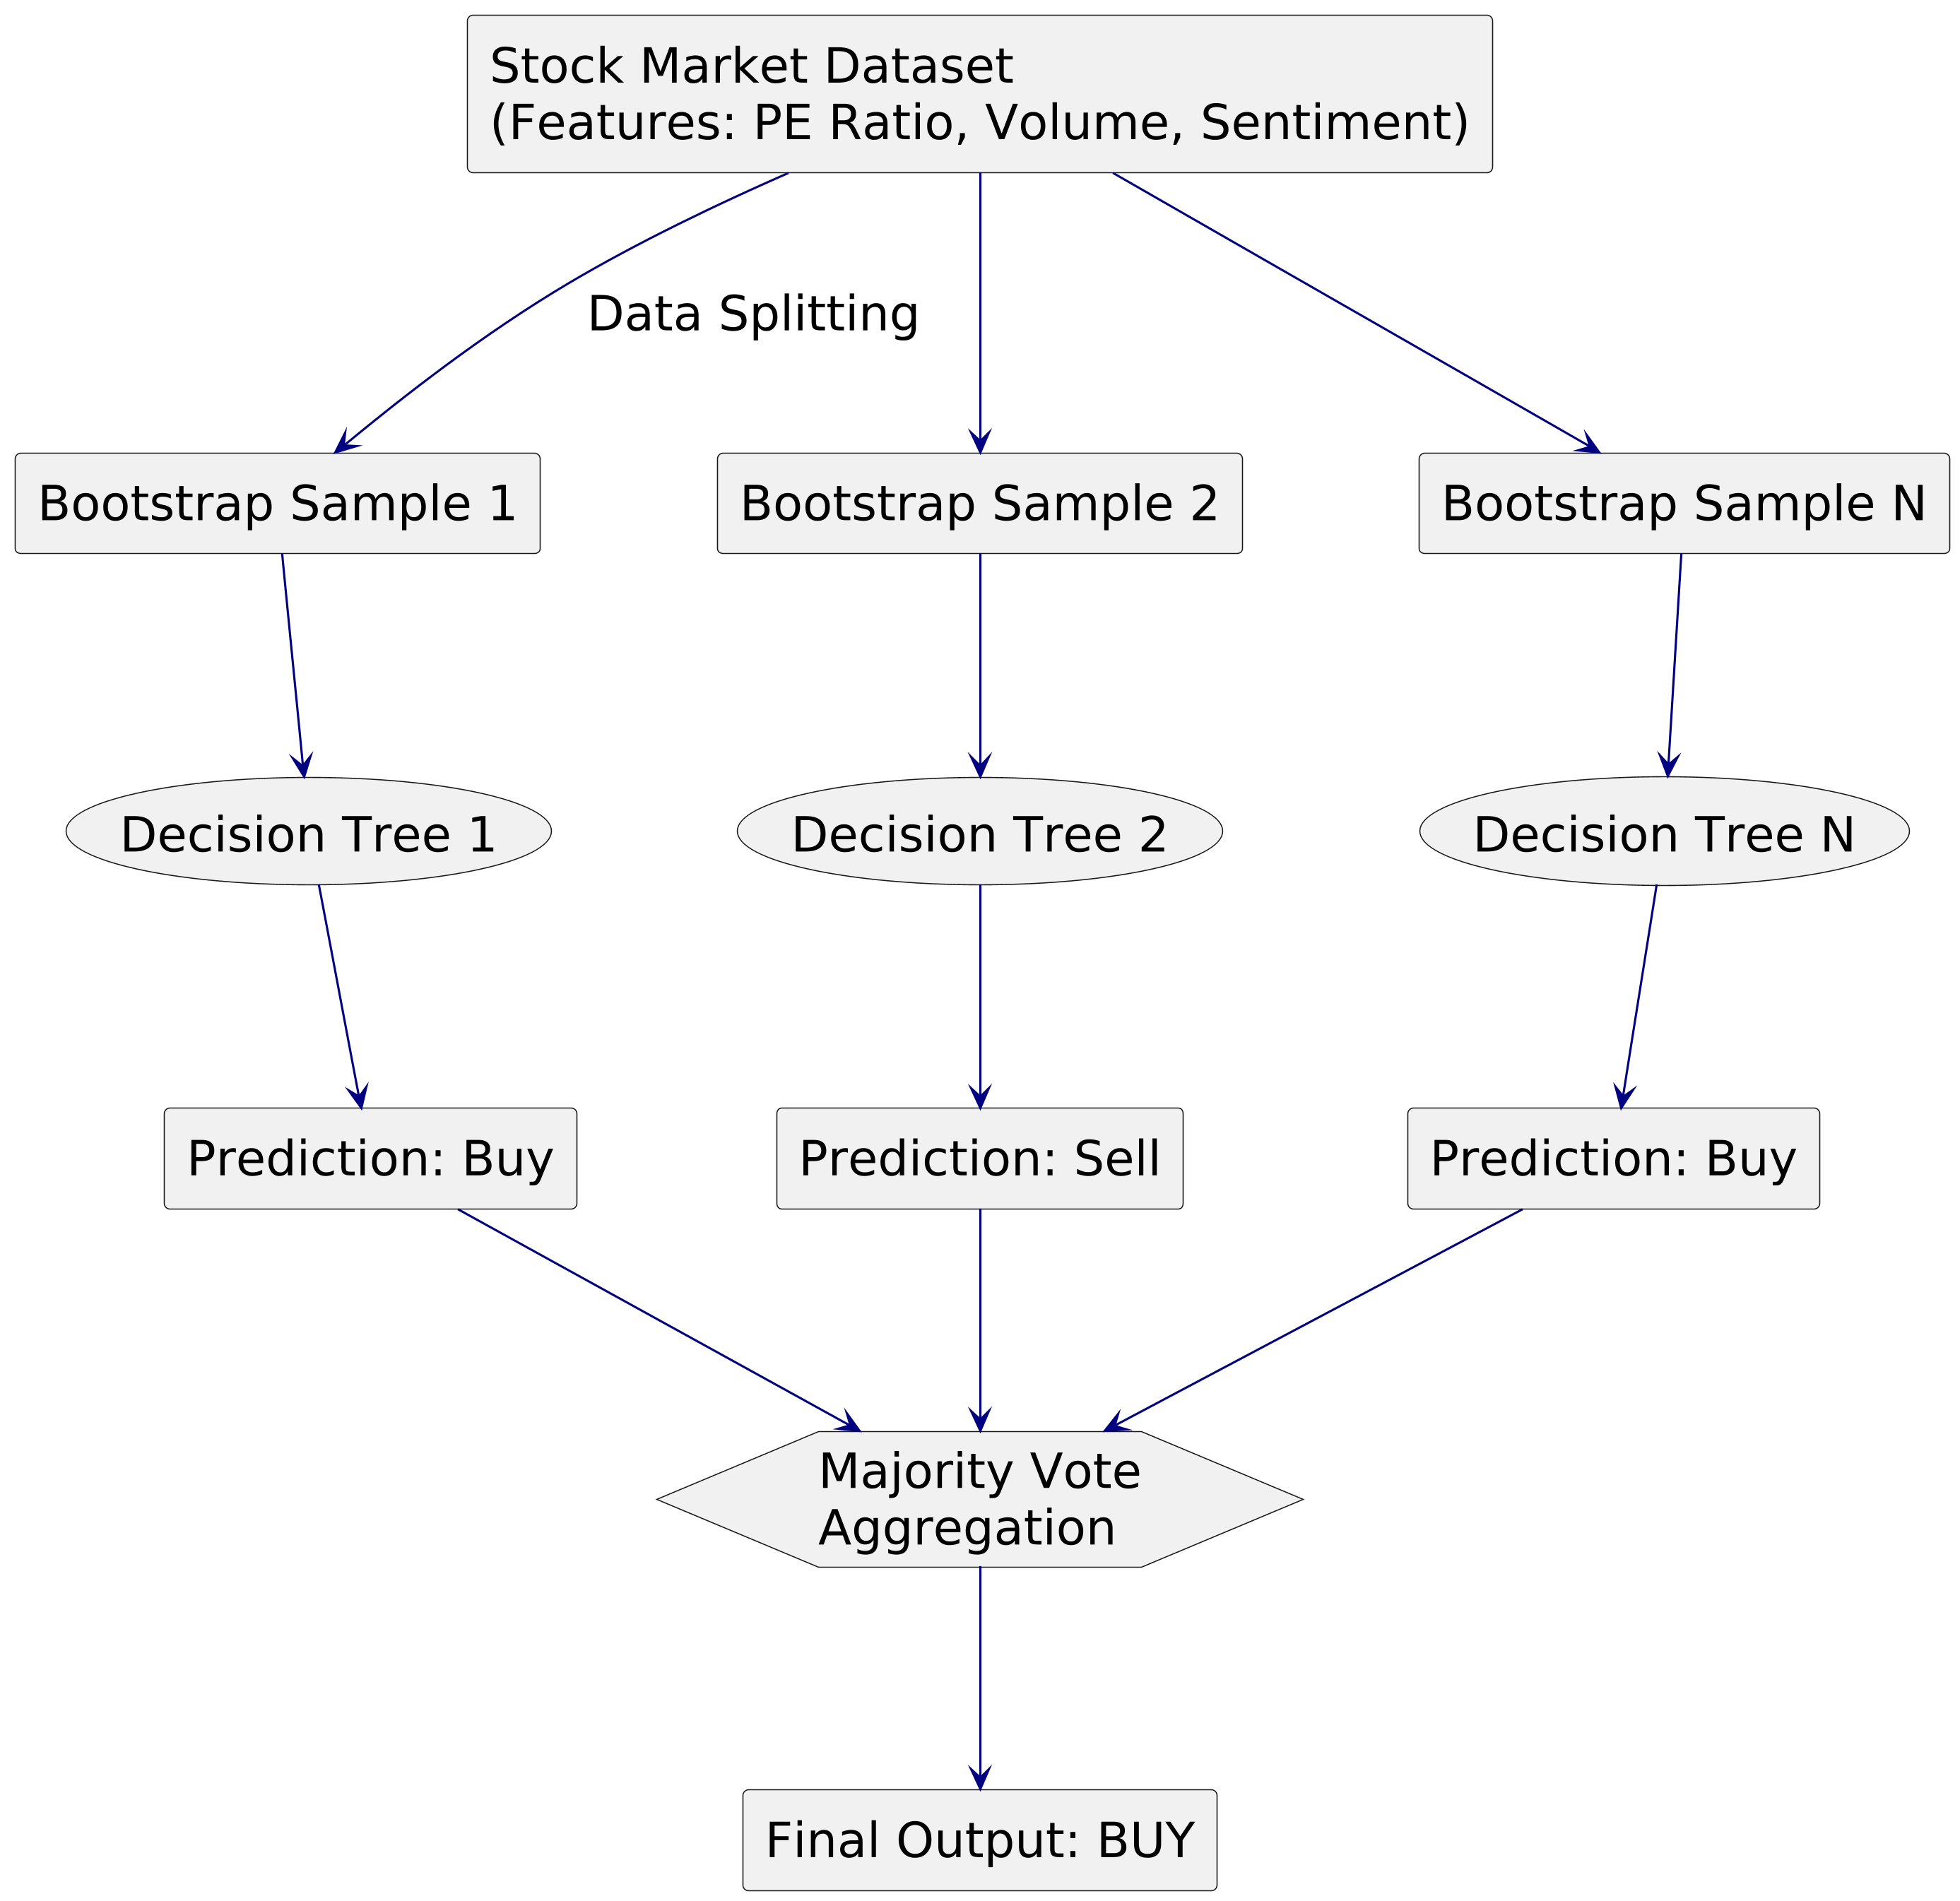 Stock Market Dataset
(Features: PE Ratio, Volume, Sentiment)
Data Splitting
Bootstrap Sample 1
Bootstrap Sample 2
Bootstrap Sample N
Decision Tree 1
Decision Tree 2
Decision Tree N
Prediction: Buy
Prediction: Sell
Prediction: Buy
Majority Vote
Aggregation
Final Output: BUY